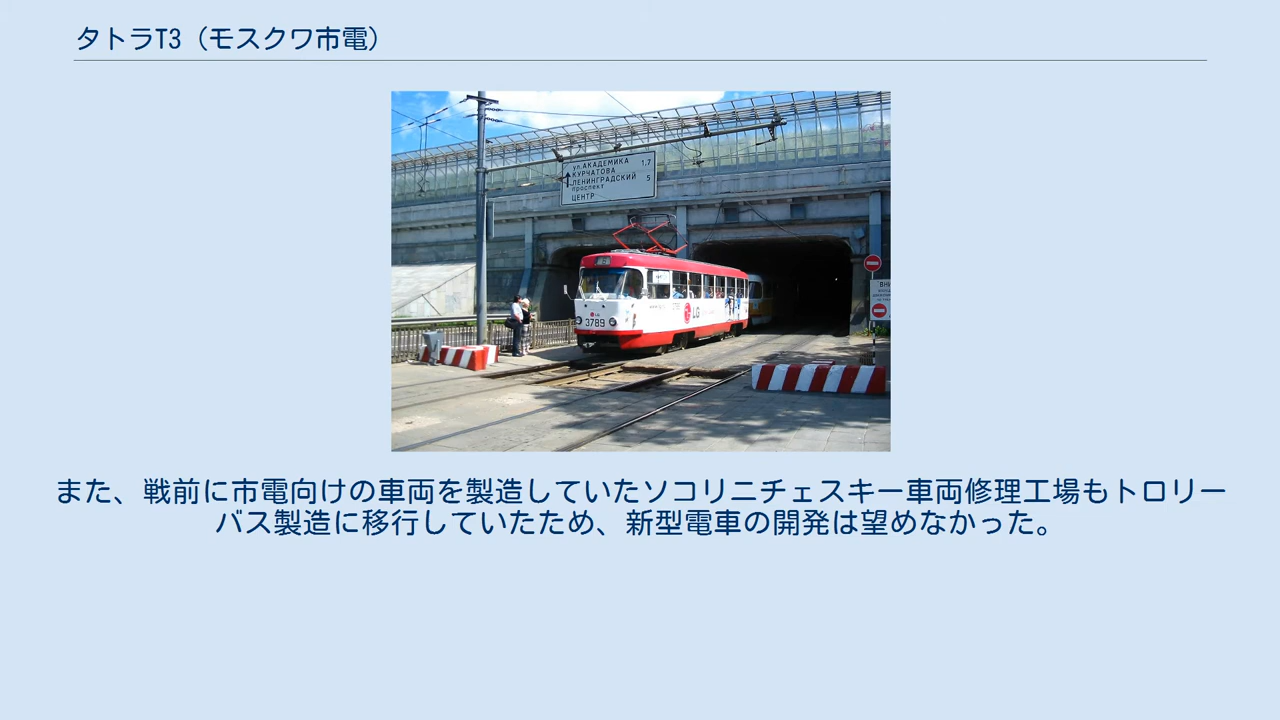 タトラT3（モスクワ市電）
ул.АКАДЕМИКА 1,7
КУРЧАТОВА
ЛЕНИНГРАДСКИЙ 5
проспект
ЦЕНТР
8
LG
LG
3789
また、戦前に市電向けの車両を製造していたソコリニチェスキー車両修理工場もトロリー
バス製造に移行していたため、新型電車の開発は望めなかった。